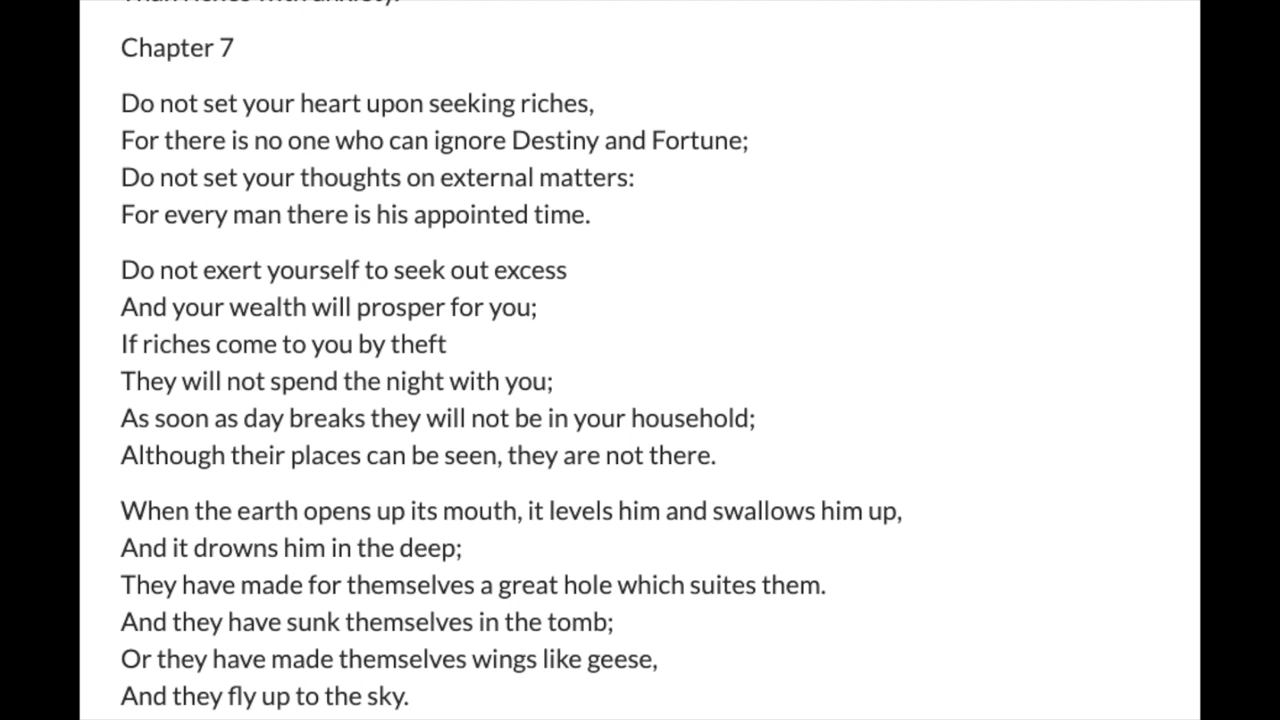 Chapter 7
Do not set your heart upon seeking riches,
For there is no one who can ignore Destiny and Fortune;
Do not set your thoughts on external matters:
For every man there is his appointed time.
Do not exert yourself to seek out excess
And your wealth will prosper for you;
If riches come to you by theft
They will not spend the night with you;
As soon as day breaks they will not be in your household;
Although their places can be seen, they are not there.
When the earth opens up its mouth, it levels him and swallows him up,
And it drowns him in the deep;
They have made for themselves a great hole which suites them.
And they have sunk themselves in the tomb;
Or they have made themselves wings like geese,
And they fly up to the sky.